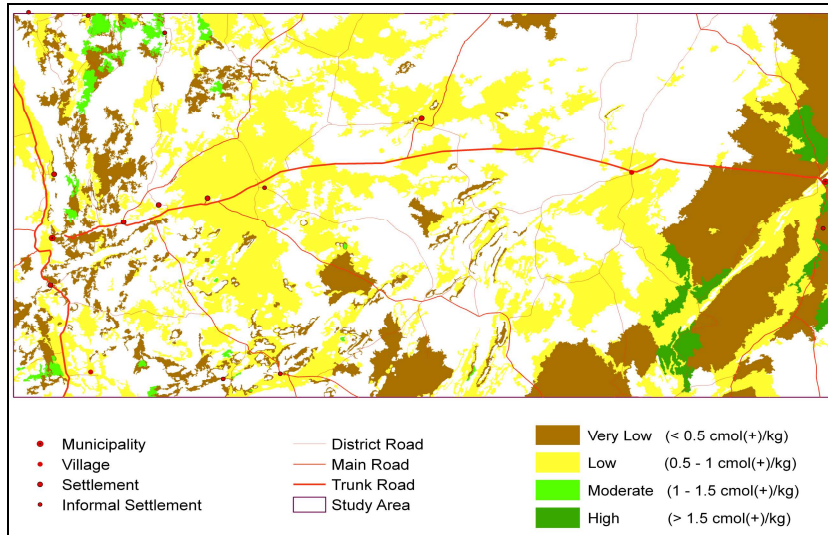 Municipality
Village
Settlement
Informal Settlement
District Road
Main Road
Trunk Road
Study Area
Very Low (< 0.5 cmol(+)/kg)
Low (0.5 - 1 cmol(+)/kg)
Moderate (1 - 1.5 cmol(+)/kg)
High (> 1.5 cmol(+)/kg)